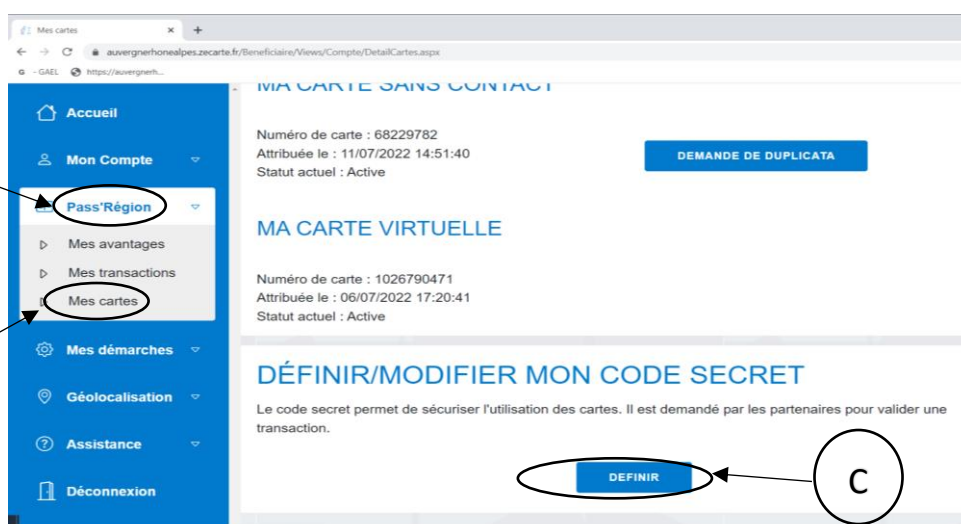 Mes cartes
auvergnerhonealpes.zecarte.fr/Beneficiaire/Views/Compte/DetailCartes.aspx
G - GAEL https://auvergnerh...
Accueil
Mon Compte
Pass'Région
Mes avantages
Mes transactions
Mes cartes
Mes démarches
Géolocalisation
Assistance
Déconnexion
MA CARTE SANS CONTACT
Numéro de carte : 68229782
Attribuée le : 11/07/2022 14:51:40
Statut actuel : Active
DEMANDE DE DUPLICATA
MA CARTE VIRTUELLE
Numéro de carte : 1026790471
Attribuée le : 06/07/2022 17:20:41
Statut actuel : Active
DÉFINIR/MODIFIER MON CODE SECRET
Le code secret permet de sécuriser l'utilisation des cartes. Il est demandé par les partenaires pour valider une
transaction.
DEFINIR
C